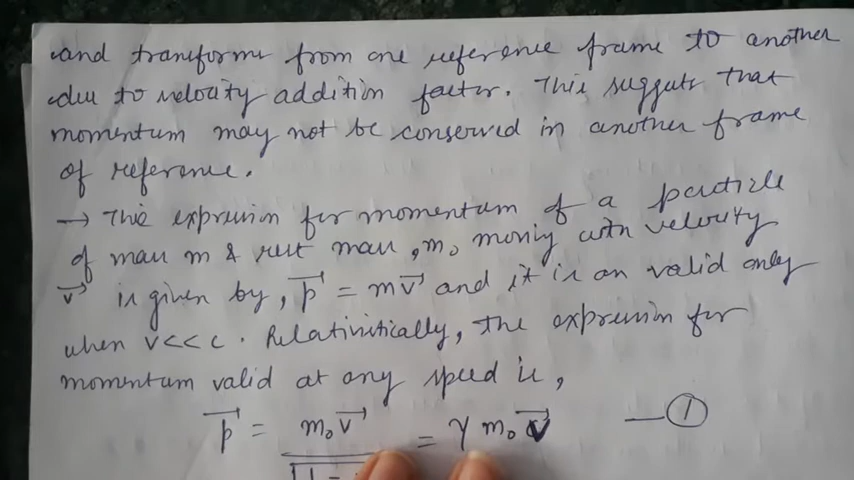 and transforms from one reference frame to another
due to velocity addition factor. This suggests that
momentum may not be conserved in another frame
of reference.
→ This expression for momentum of a particle
of mass m & rest mass, m₀ moving with velocity
v⃗ is given by, p⃗ = mv⃗ and it is an valid only
when v<<c. Relativistically, the expression for
momentum valid at any speed is,
p⃗ = m₀v⃗ / √1 - = γ m₀ v⃗ —①